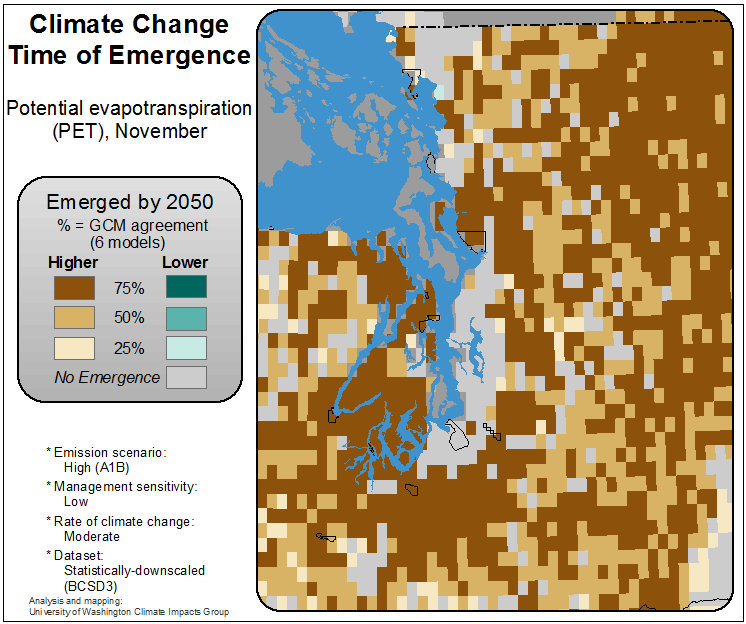 Climate Change
Time of Emergence
Potential evapotranspiration
(PET), November
Emerged by 2050
% = GCM agreement
(6 models)
Higher Lower
75%
50%
25%
No Emergence
* Emission scenario:
High (A1B)
* Management sensitivity:
Low
* Rate of climate change:
Moderate
* Dataset:
Statistically-downscaled
(BCSD3)
Analysis and mapping:
University of Washington Climate Impacts Group